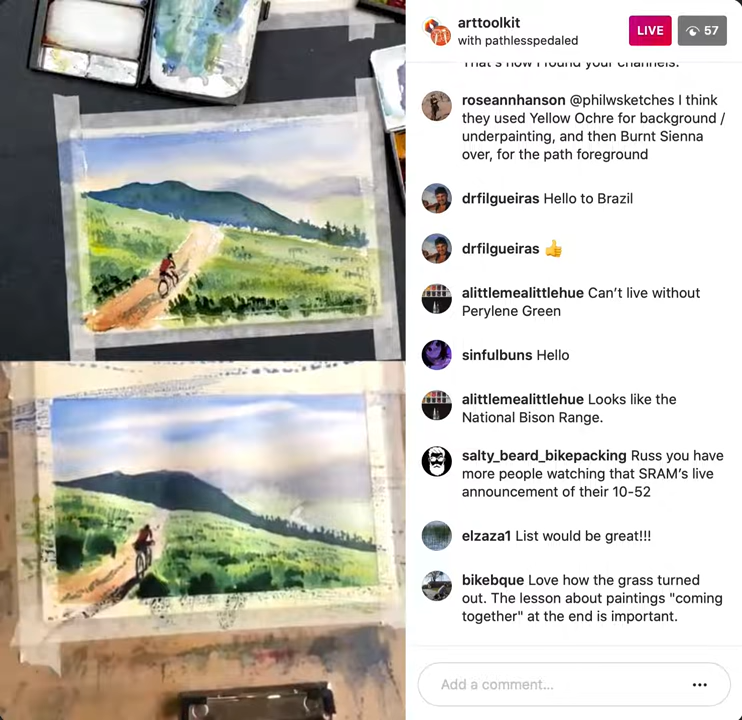 arttoolkit
with pathlesspedaled
LIVE
57
That's how I found your channels.
roseannhanson @philwsketches I think
they used Yellow Ochre for background /
underpainting, and then Burnt Sienna
over, for the path foreground
drfilgueiras Hello to Brazil
drfilgueiras 👍
alittlemealittlehue Can't live without
Perylene Green
sinfulbuns Hello
alittlemealittlehue Looks like the
National Bison Range.
salty_beard_bikepacking Russ you have
more people watching that SRAM's live
announcement of their 10-52
elzaza1 List would be great!!!
bikebque Love how the grass turned
out. The lesson about paintings "coming
together" at the end is important.
Add a comment...